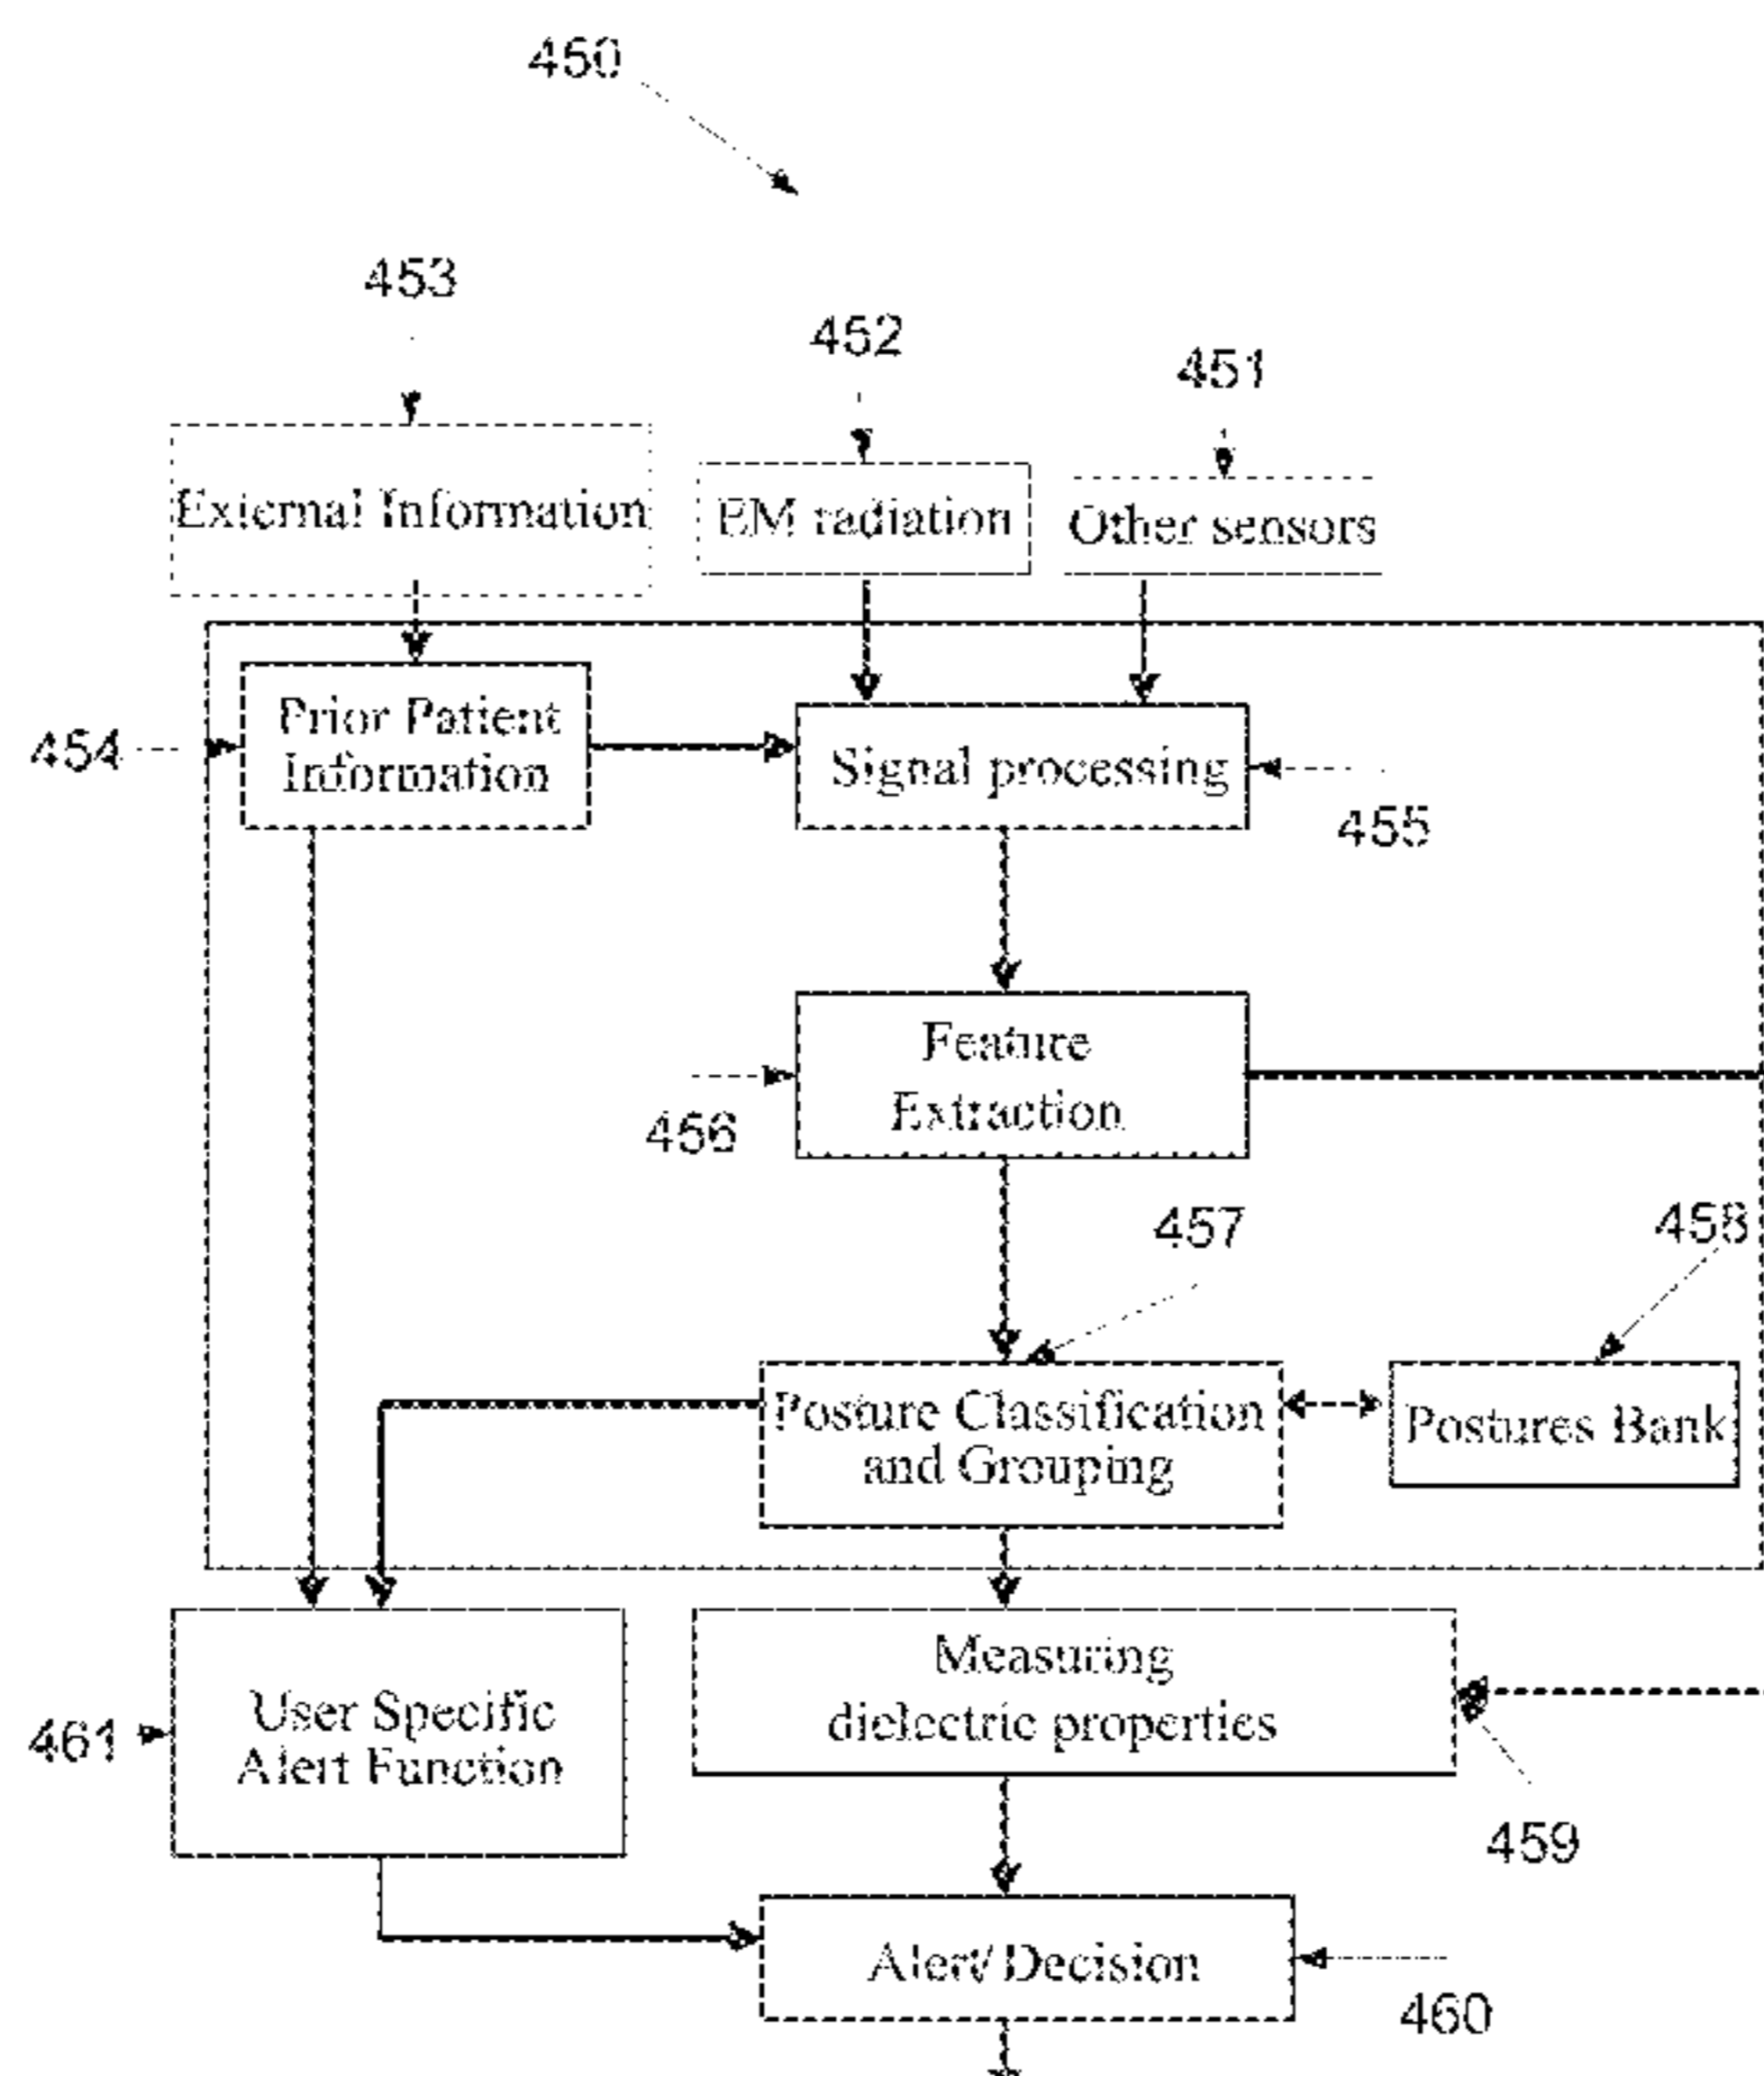 450
453
452
451
External Information
EM radiation
Other sensors
Prior Patient
Information
454
Signal processing
455
Feature
Extraction
456
457
458
Posture Classification
and Grouping
Postures Bank
Measuring
dielectric properties
User Specific
Alert Function
461
459
Alert/Decision
460